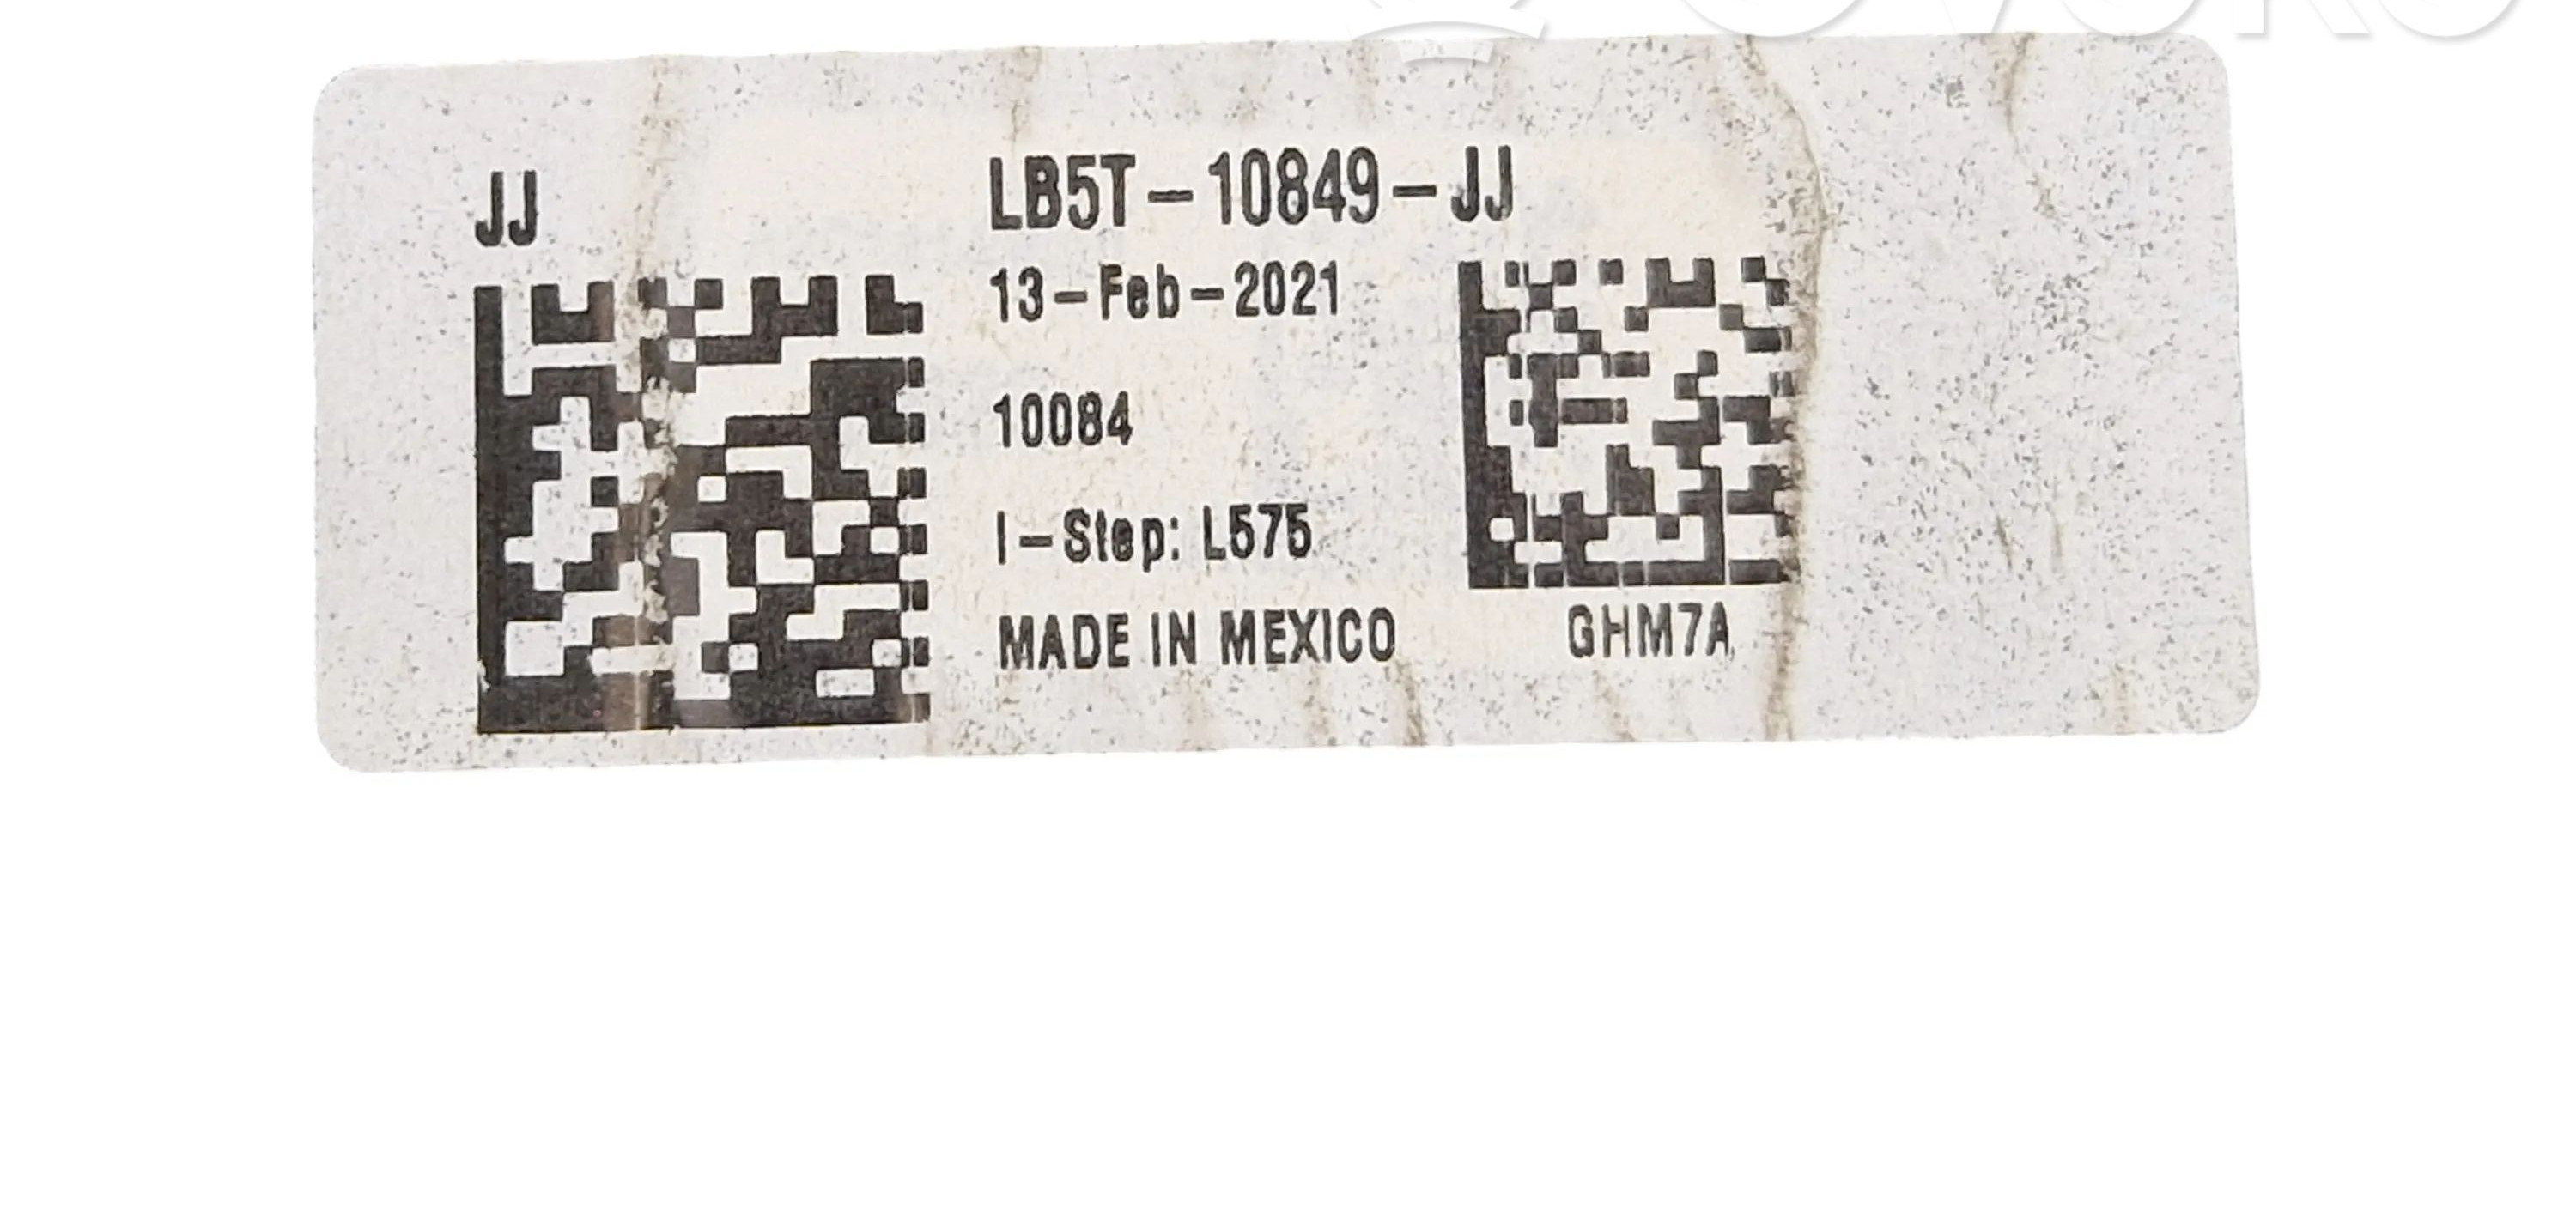 JJ
LB5T-10849-JJ
13-Feb-2021
10084
I-Step: L575
MADE IN MEXICO
GHM7A